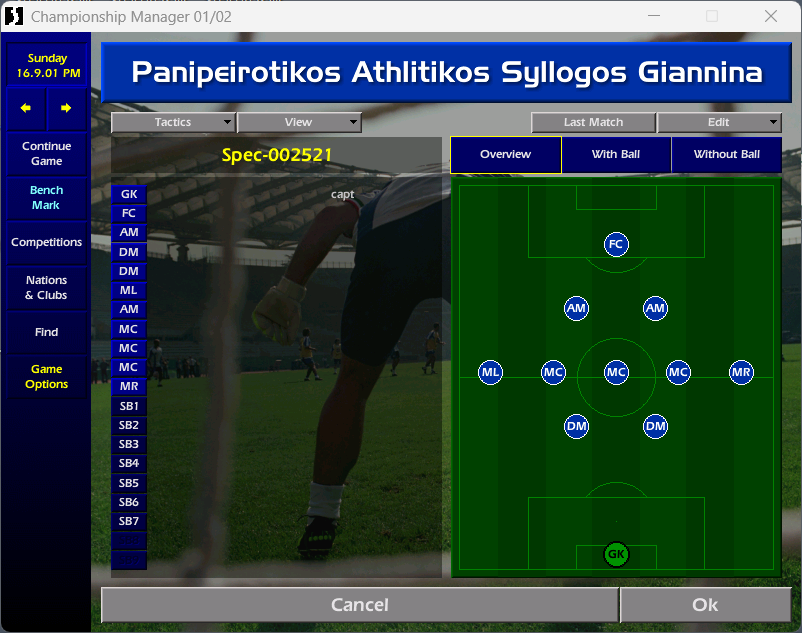 Championship Manager 01/02
Sunday
16.9.01 PM
Continue
Game
Bench
Mark
Competitions
Nations
& Clubs
Find
Game
Options
Panipeirotikos Athlitikos Syllogos Giannina
Tactics
View
Last Match
Edit
Spec-002521
Overview
With Ball
Without Ball
GK
capt
FC
AM
DM
DM
ML
AM
MC
MC
MC
MR
SB1
SB2
SB3
SB4
SB5
SB6
SB7
FC
AM AM
ML MC MC MC MR
DM DM
GK
Cancel
Ok